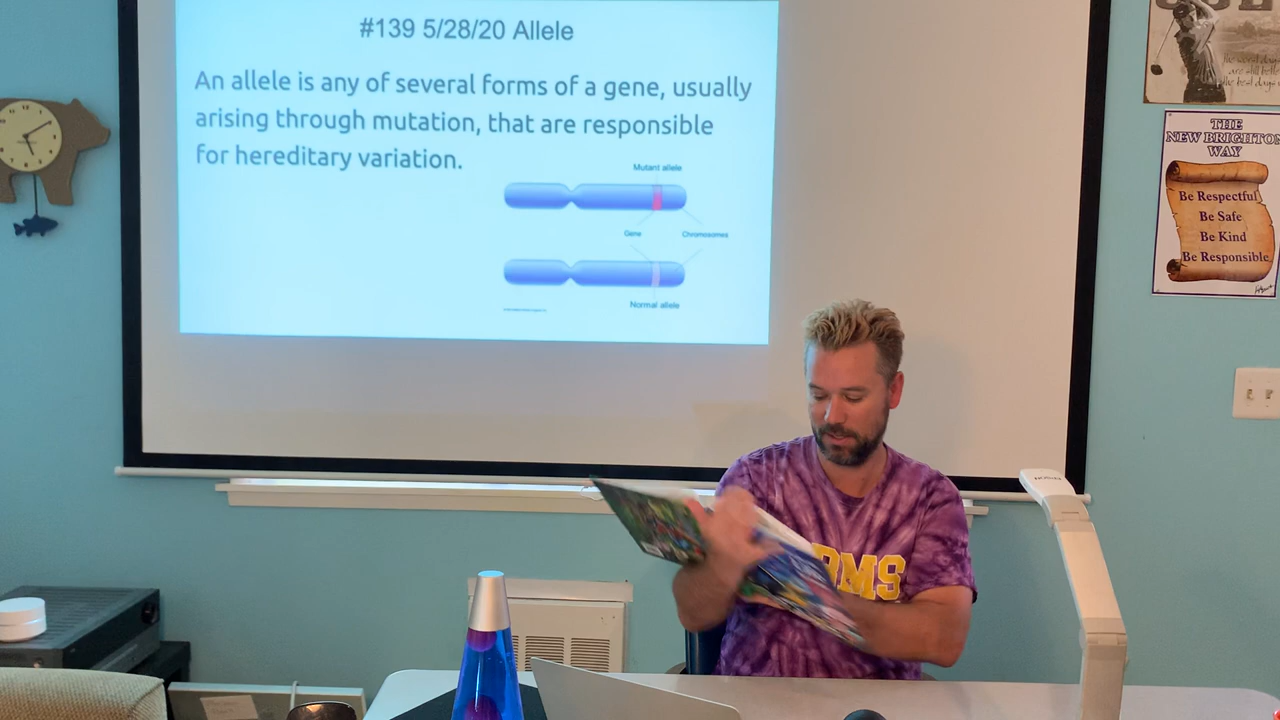 #139 5/28/20 Allele
An allele is any of several forms of a gene, usually
arising through mutation, that are responsible
for hereditary variation.
Mutant allele
Gene
Chromosomes
Normal allele
THE
NEW BRIGHTON
WAY
Be Respectful
Be Safe
Be Kind
Be Responsible
EPSON